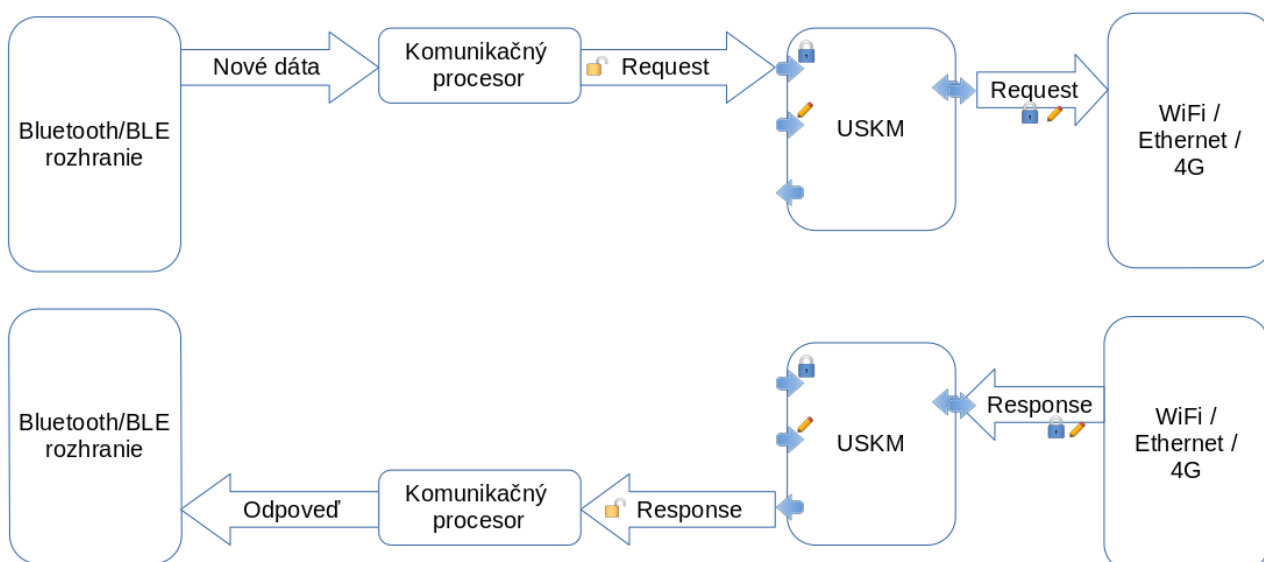 Bluetooth/BLE
rozhranie
Nové dáta
Komunikačný
procesor
Request
USKM
Request
WiFi /
Ethernet /
4G
Bluetooth/BLE
rozhranie
Odpoveď
Komunikačný
procesor
Response
USKM
Response
WiFi /
Ethernet /
4G